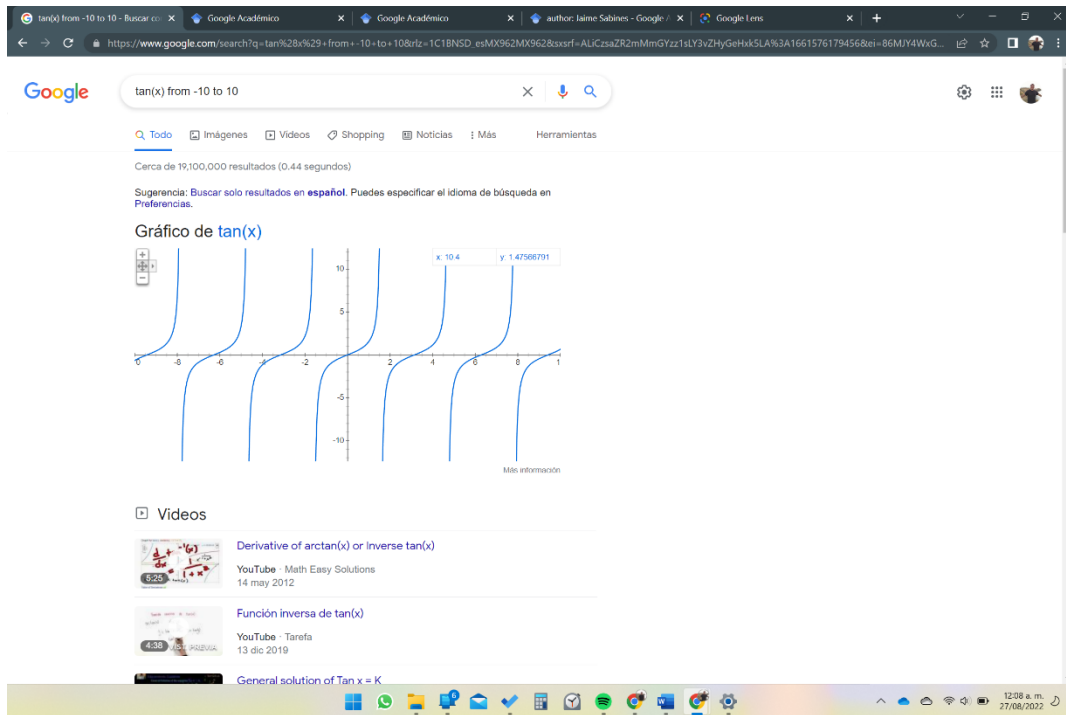 tan(x) from -10 to 10 - Buscar co
Google Académico
Google Académico
author: Jaime Sabines - Google A
Google Lens
https://www.google.com/search?q=tan%28x%29+from+-10+to+10&rlz=1C1BNSD_esMX962MX962&sxsrf=ALiCzsaZR2mMmGYzz1sLY3vZHyGeHxk5LA%3A1661576179456&ei=86MJY4WxG...
Google
tan(x) from -10 to 10
Todo Imágenes Videos Shopping Noticias Más Herramientas
Cerca de 19,100,000 resultados (0.44 segundos)
Sugerencia: Buscar solo resultados en español. Puedes especificar el idioma de búsqueda en
Preferencias.
Gráfico de tan(x)
x: 10.4 y: 1.47566791
10
5
0 -8 -6 -4 -2 2 4 6 8 1
-5
-10
Más información
Videos
5:25
Derivative of arctan(x) or Inverse tan(x)
YouTube · Math Easy Solutions
14 may 2012
4:38
VISTA PREVIA
Función inversa de tan(x)
YouTube · Tarefa
13 dic 2019
General solution of Tan x = K
6
12:08 a. m.
27/08/2022